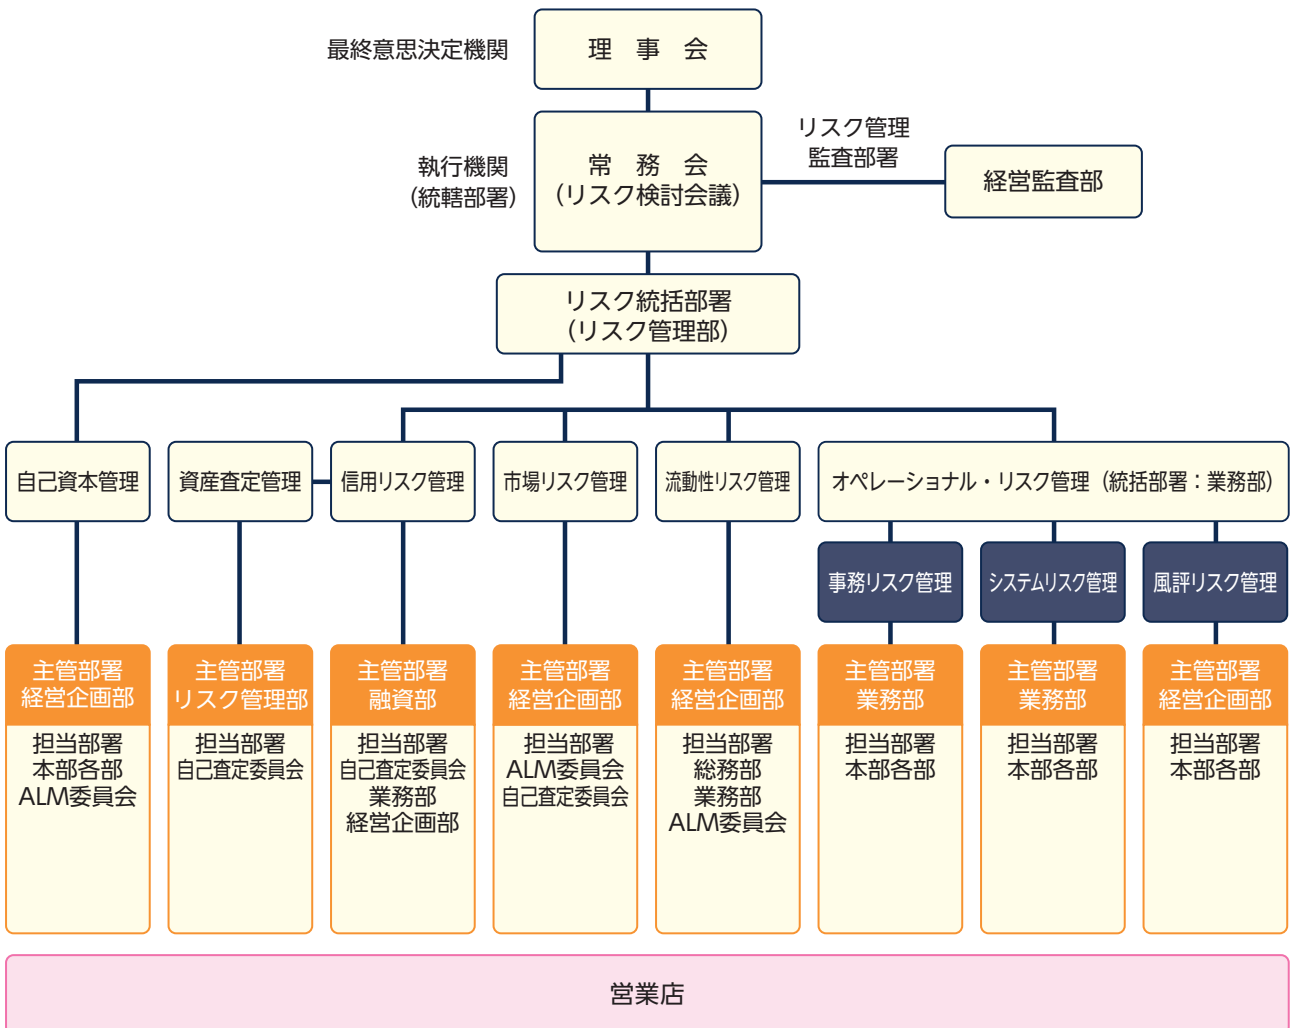 最終意思決定機関
理 事 会
執行機関
(統轄部署)
常 務 会
(リスク検討会議)
リスク管理
監査部署
経営監査部
リスク統括部署
(リスク管理部)
自己資本管理
資産査定管理
信用リスク管理
市場リスク管理
流動性リスク管理
オペレーショナル・リスク管理(統括部署:業務部)
事務リスク管理
システムリスク管理
風評リスク管理
主管部署
経営企画部
担当部署
本部各部
ALM委員会
主管部署
リスク管理部
担当部署
自己査定委員会
主管部署
融資部
担当部署
自己査定委員会
業務部
経営企画部
主管部署
経営企画部
担当部署
ALM委員会
自己査定委員会
主管部署
経営企画部
担当部署
総務部
業務部
ALM委員会
主管部署
業務部
担当部署
本部各部
主管部署
業務部
担当部署
本部各部
主管部署
経営企画部
担当部署
本部各部
営業店